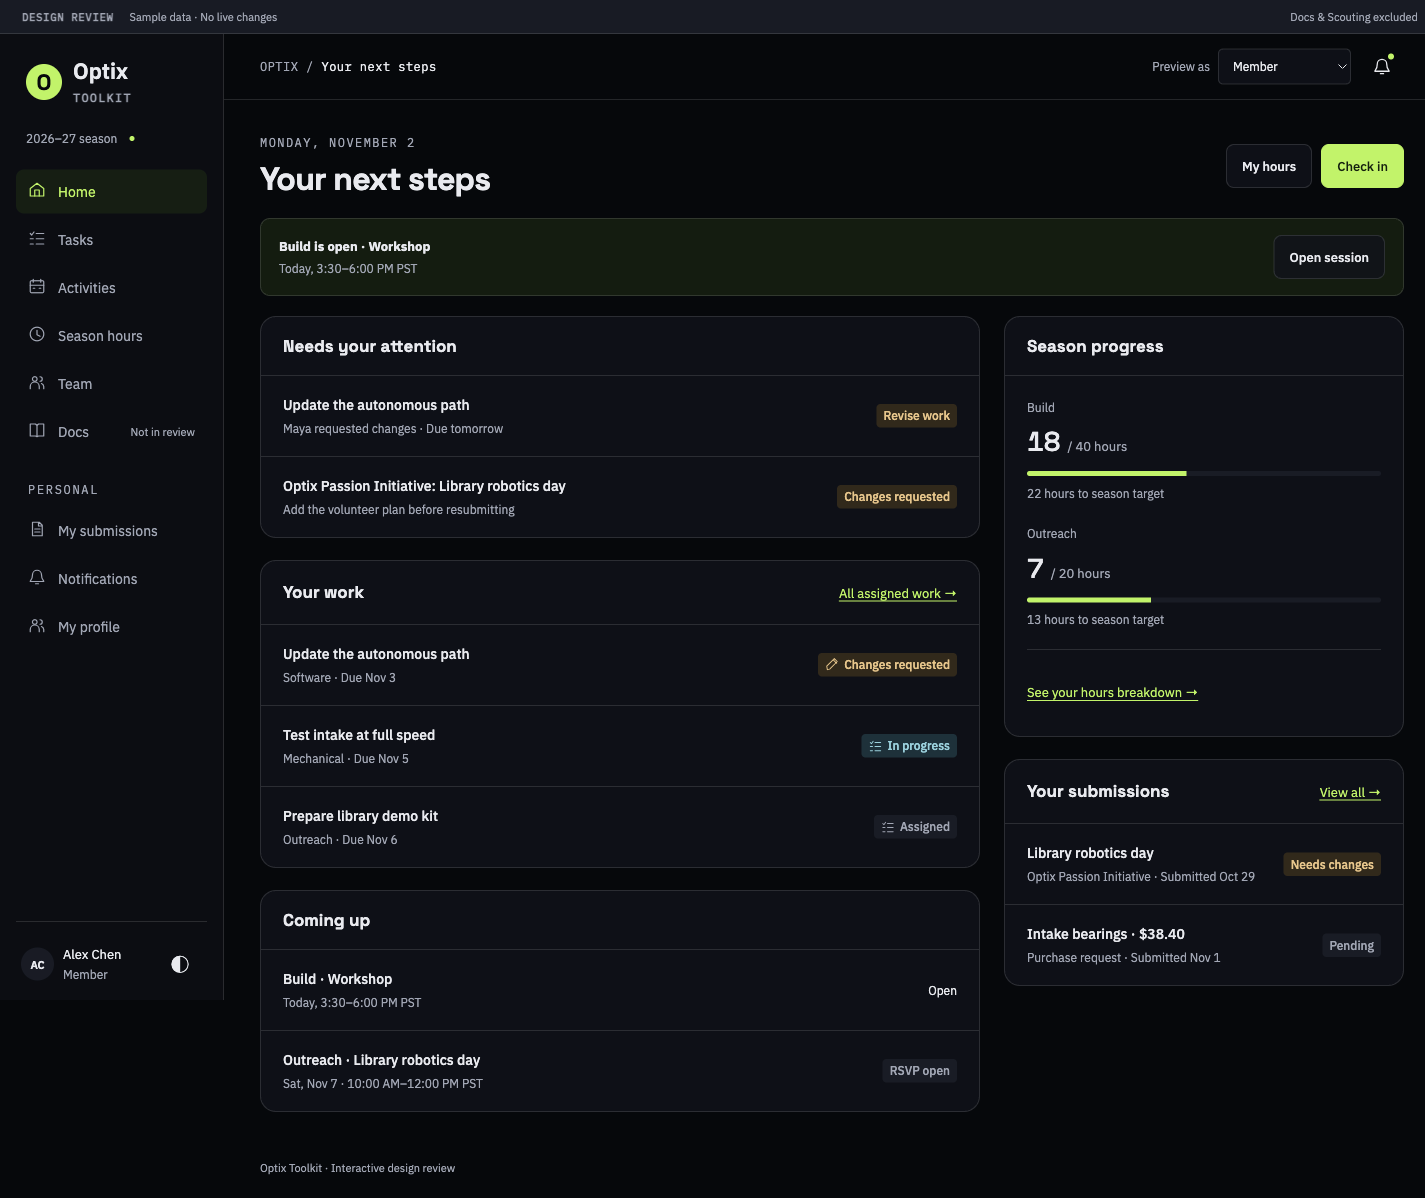 DESIGN REVIEW Sample data · No live changes
Docs & Scouting excluded
O Optix
TOOLKIT
2026–27 season
Home
Tasks
Activities
Season hours
Team
Docs Not in review
PERSONAL
My submissions
Notifications
My profile
AC Alex Chen
Member
OPTIX / Your next steps
Preview as Member
MONDAY, NOVEMBER 2
Your next steps
My hours
Check in
Build is open · Workshop
Today, 3:30–6:00 PM PST
Open session
Needs your attention
Update the autonomous path
Maya requested changes · Due tomorrow
Revise work
Optix Passion Initiative: Library robotics day
Add the volunteer plan before resubmitting
Changes requested
Your work
All assigned work →
Update the autonomous path
Software · Due Nov 3
Changes requested
Test intake at full speed
Mechanical · Due Nov 5
In progress
Prepare library demo kit
Outreach · Due Nov 6
Assigned
Coming up
Build · Workshop
Today, 3:30–6:00 PM PST
Open
Outreach · Library robotics day
Sat, Nov 7 · 10:00 AM–12:00 PM PST
RSVP open
Season progress
Build
18 / 40 hours
22 hours to season target
Outreach
7 / 20 hours
13 hours to season target
See your hours breakdown →
Your submissions
View all →
Library robotics day
Optix Passion Initiative · Submitted Oct 29
Needs changes
Intake bearings · $38.40
Purchase request · Submitted Nov 1
Pending
Optix Toolkit · Interactive design review